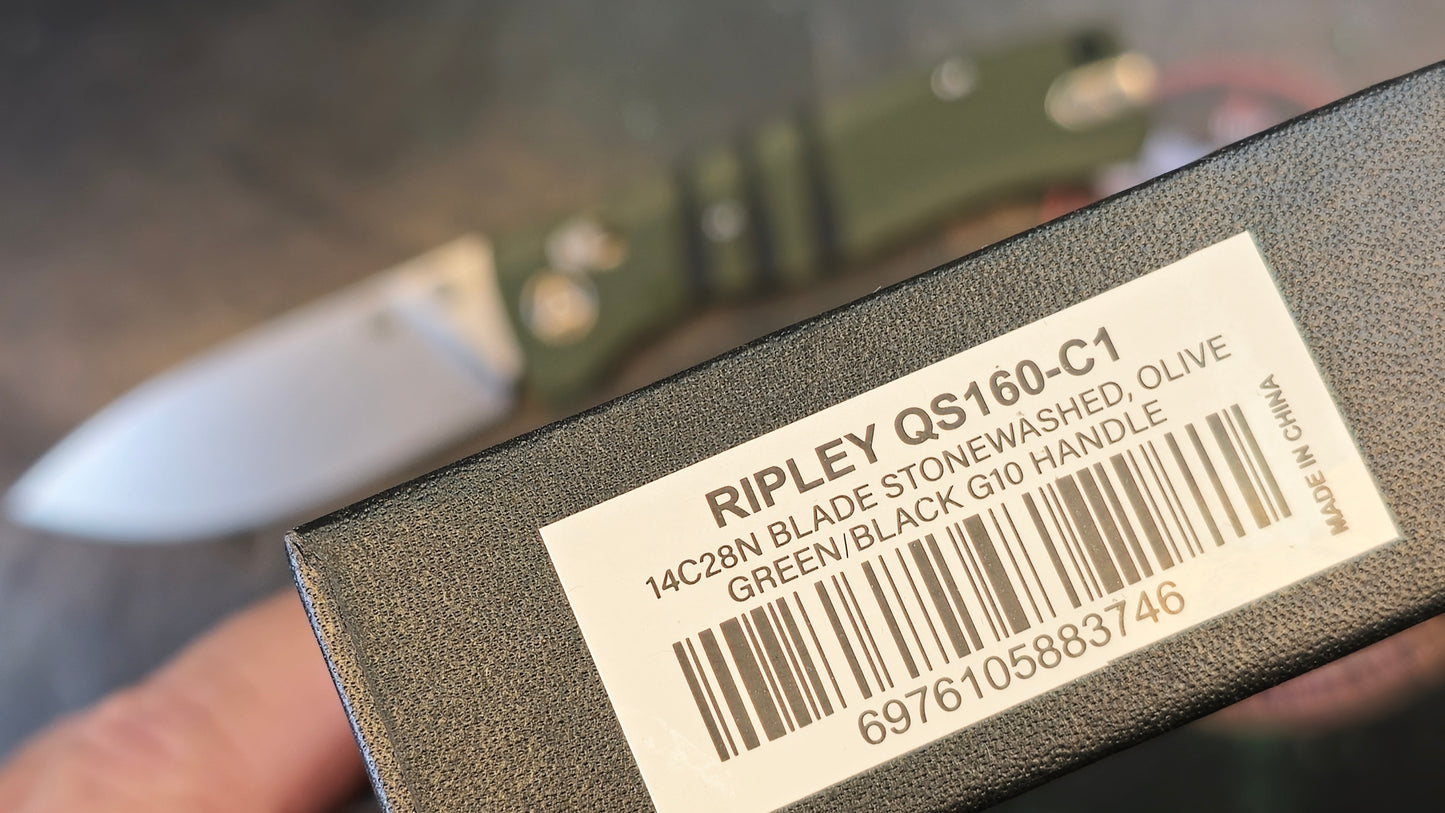 RIPLEY QS160-C1
14C28N BLADE STONEWASHED, OLIVE
GREEN/BLACK G10 HANDLE
6976105883746
MADE IN CHINA